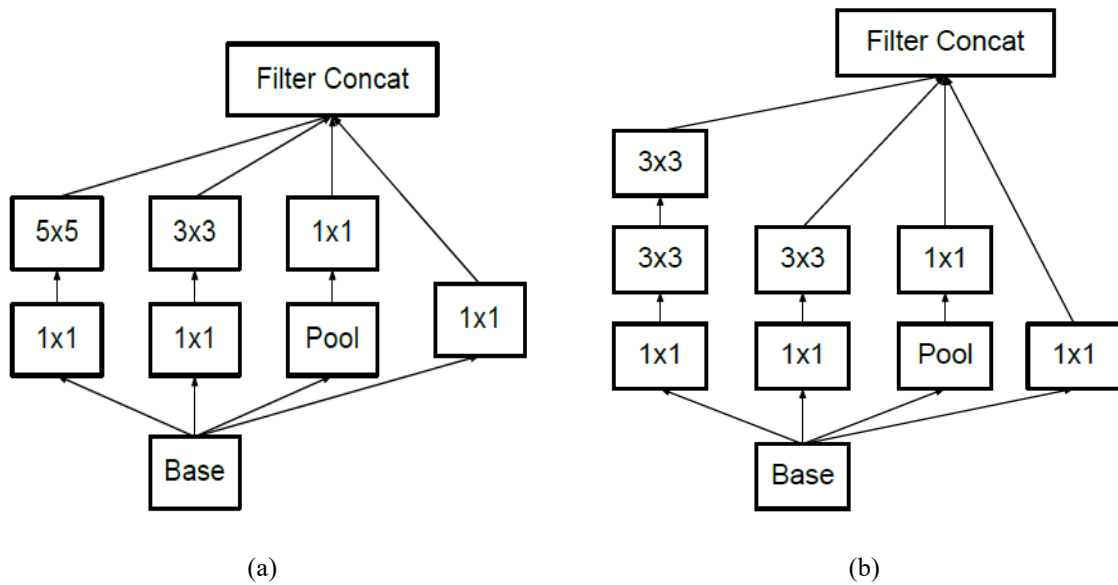 Filter Concat
5x5
3x3
1x1
1x1
1x1
Pool
1x1
Base
(a)
Filter Concat
3x3
3x3
3x3
1x1
1x1
1x1
Pool
1x1
Base
(b)